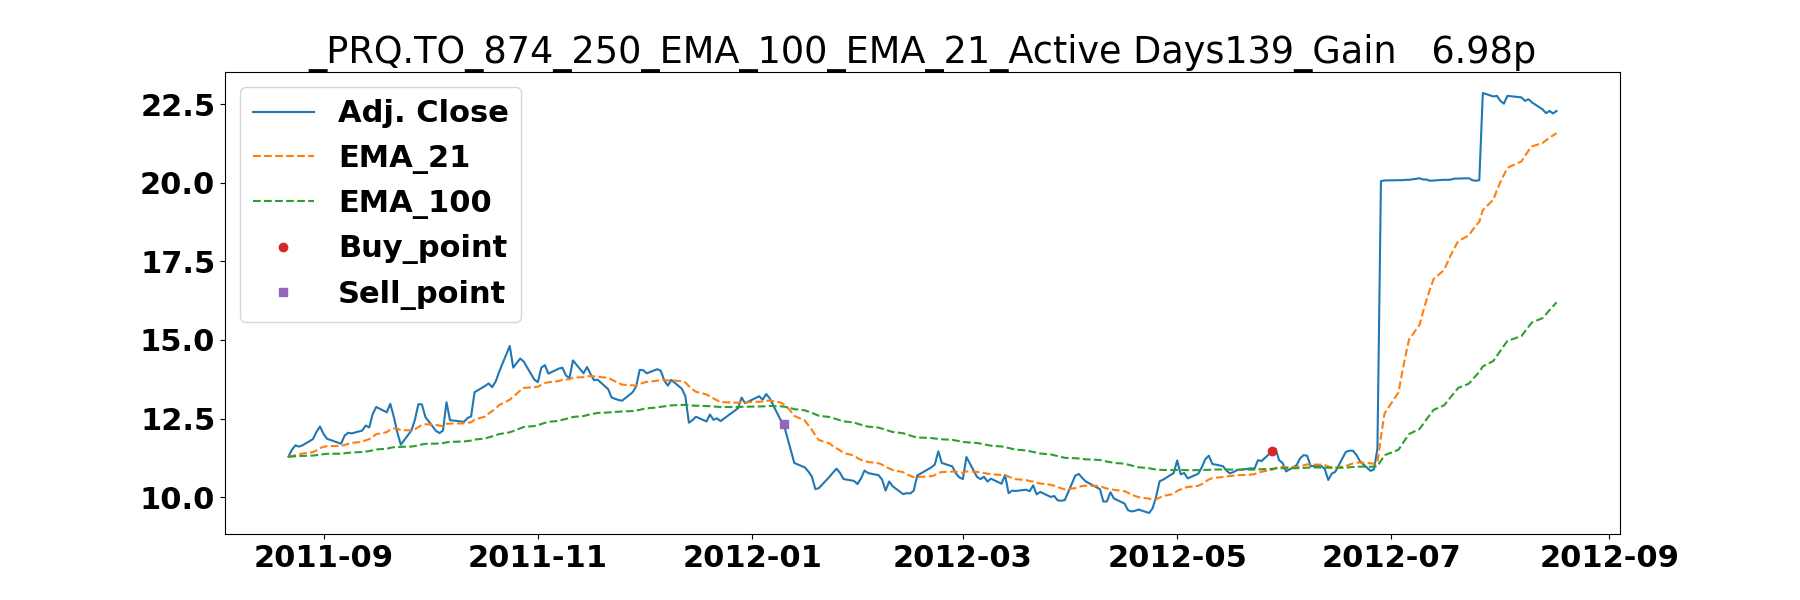 _PRQ.TO_874_250_EMA_100_EMA_21_Active Days139_Gain   6.98p
Adj. Close
EMA_21
EMA_100
Buy_point
Sell_point
22.5
20.0
17.5
15.0
12.5
10.0
2011-09 2011-11 2012-01 2012-03 2012-05 2012-07 2012-09